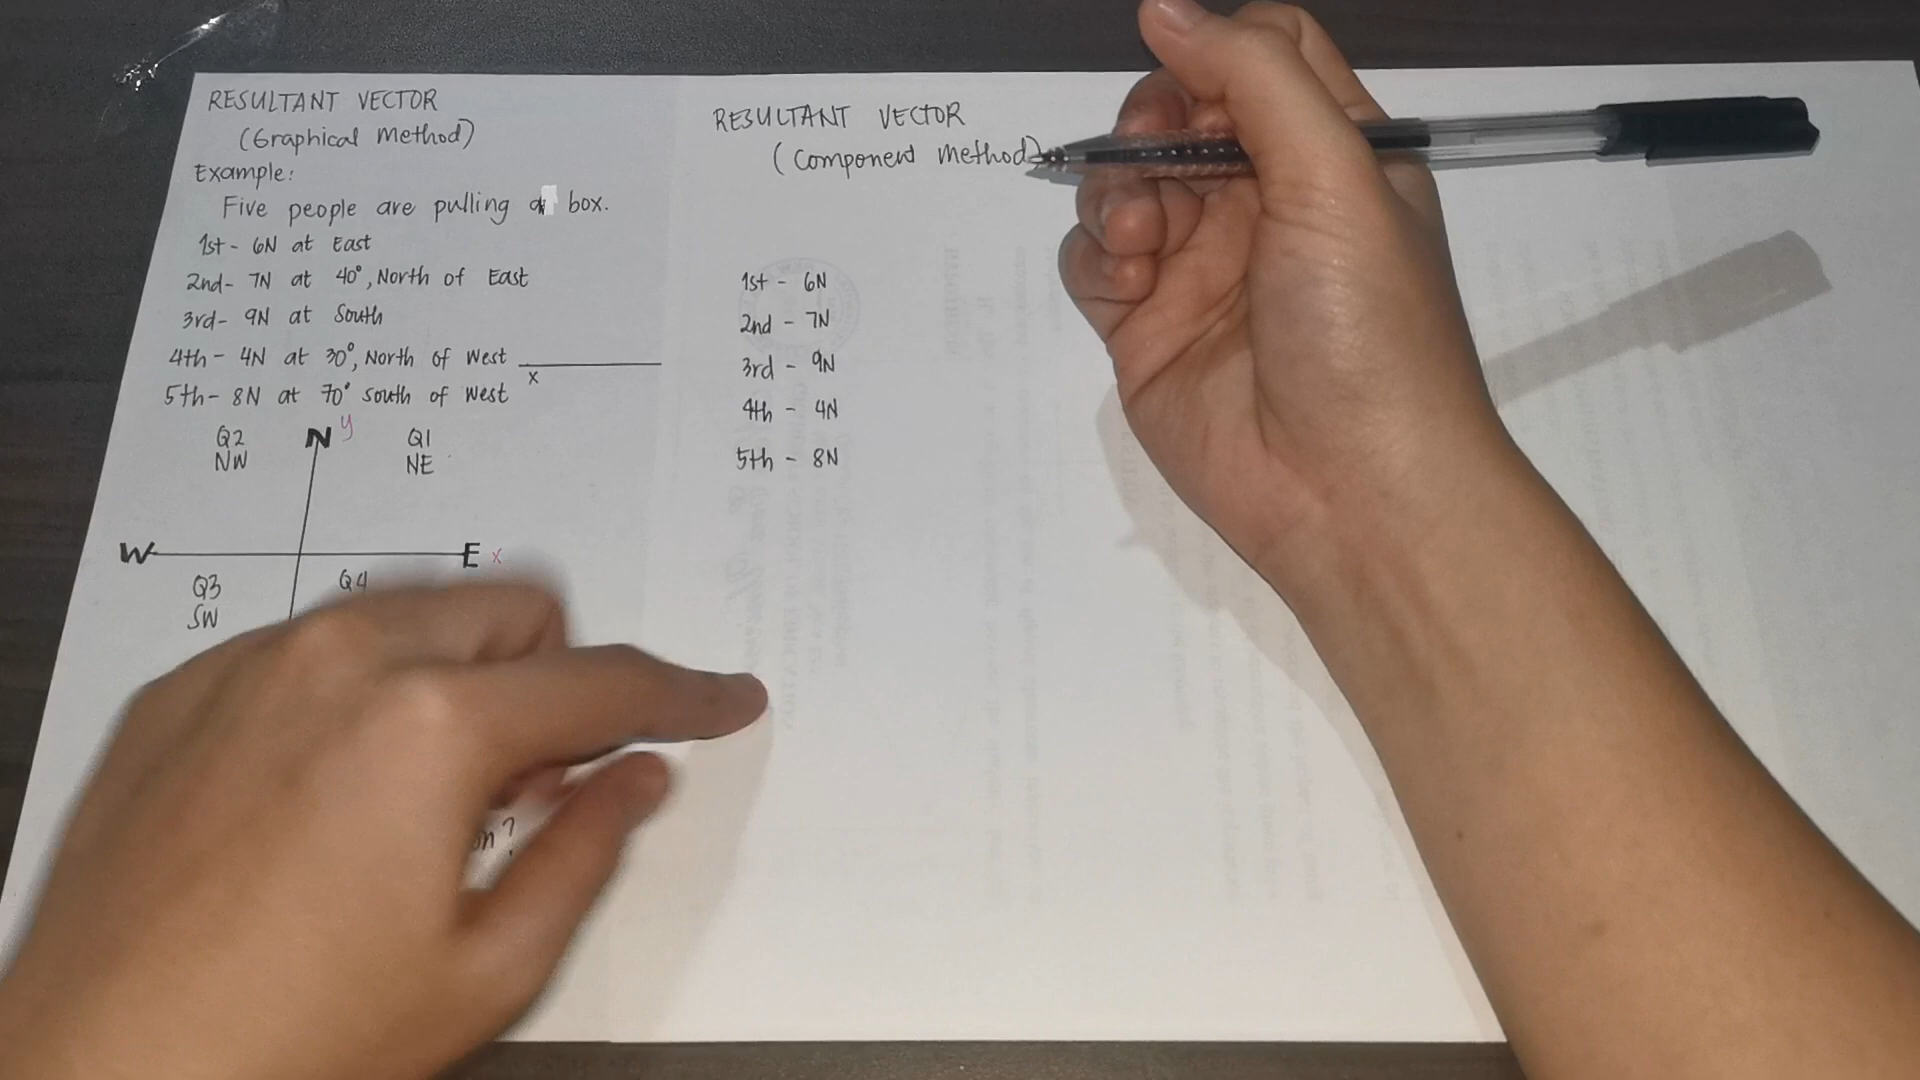 RESULTANT VECTOR
(Graphical Method)
Example:
Five people are pulling a box.
1st - 6N at East
2nd- 7N at 40°, North of East
3rd- 9N at South
4th - 4N at 30°, North of West
x
5th- 8N at 70° south of West
N y
Q2
NW
Q1
NE
W
E x
Q3
SW
Q4
RESULTANT VECTOR
(Component Method)
1st - 6N
2nd - 7N
3rd - 9N
4th - 4N
5th - 8N